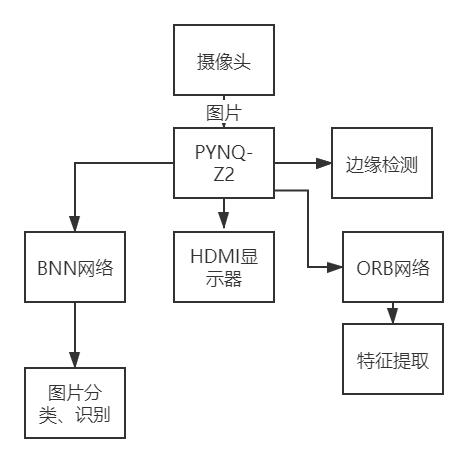 摄像头
图片
PYNQ-
Z2
边缘检测
BNN网络
HDMI显
示器
ORB网络
特征提取
图片分
类、识别